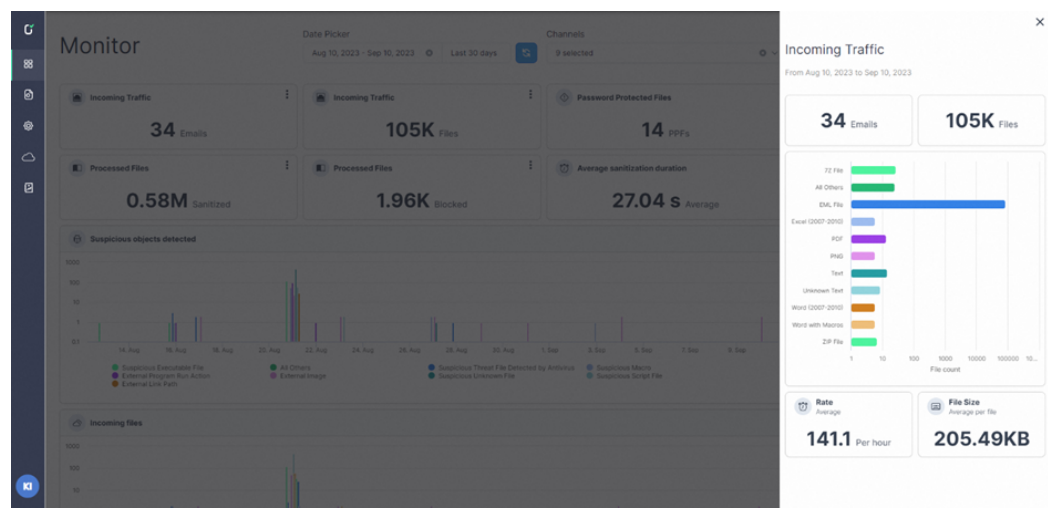 Monitor
Date Picker
Aug 10, 2023 - Sep 10, 2023
Last 30 days
Channels
9 selected
Incoming Traffic
34 Emails
Incoming Traffic
105K Files
Password Protected Files
14 PPFs
Processed Files
0.58M Sanitized
Processed Files
1.96K Blocked
Average sanitization duration
27.04 s Average
Suspicious objects detected
1000
100
10
1
0.1
14. Aug
16. Aug
18. Aug
20. Aug
22. Aug
24. Aug
26. Aug
28. Aug
30. Aug
1. Sep
3. Sep
5. Sep
7. Sep
9. Sep
Suspicious Executable File
All Others
Suspicious Threat File Detected by Antivirus
Suspicious Macro
External Program Run Action
External Image
Suspicious Unknown File
Suspicious Script File
External Link Path
Incoming files
1000
100
10
KI
Incoming Traffic
From Aug 10, 2023 to Sep 10, 2023
34 Emails
105K Files
7Z File
All Others
EML File
Excel (2007-2010)
PDF
PNG
Text
Unknown Text
Word (2007-2010)
Word with Macros
ZIP File
1 10 100 1000 10000 100000 10...
File count
Rate
Average
141.1 Per hour
File Size
Average per file
205.49KB